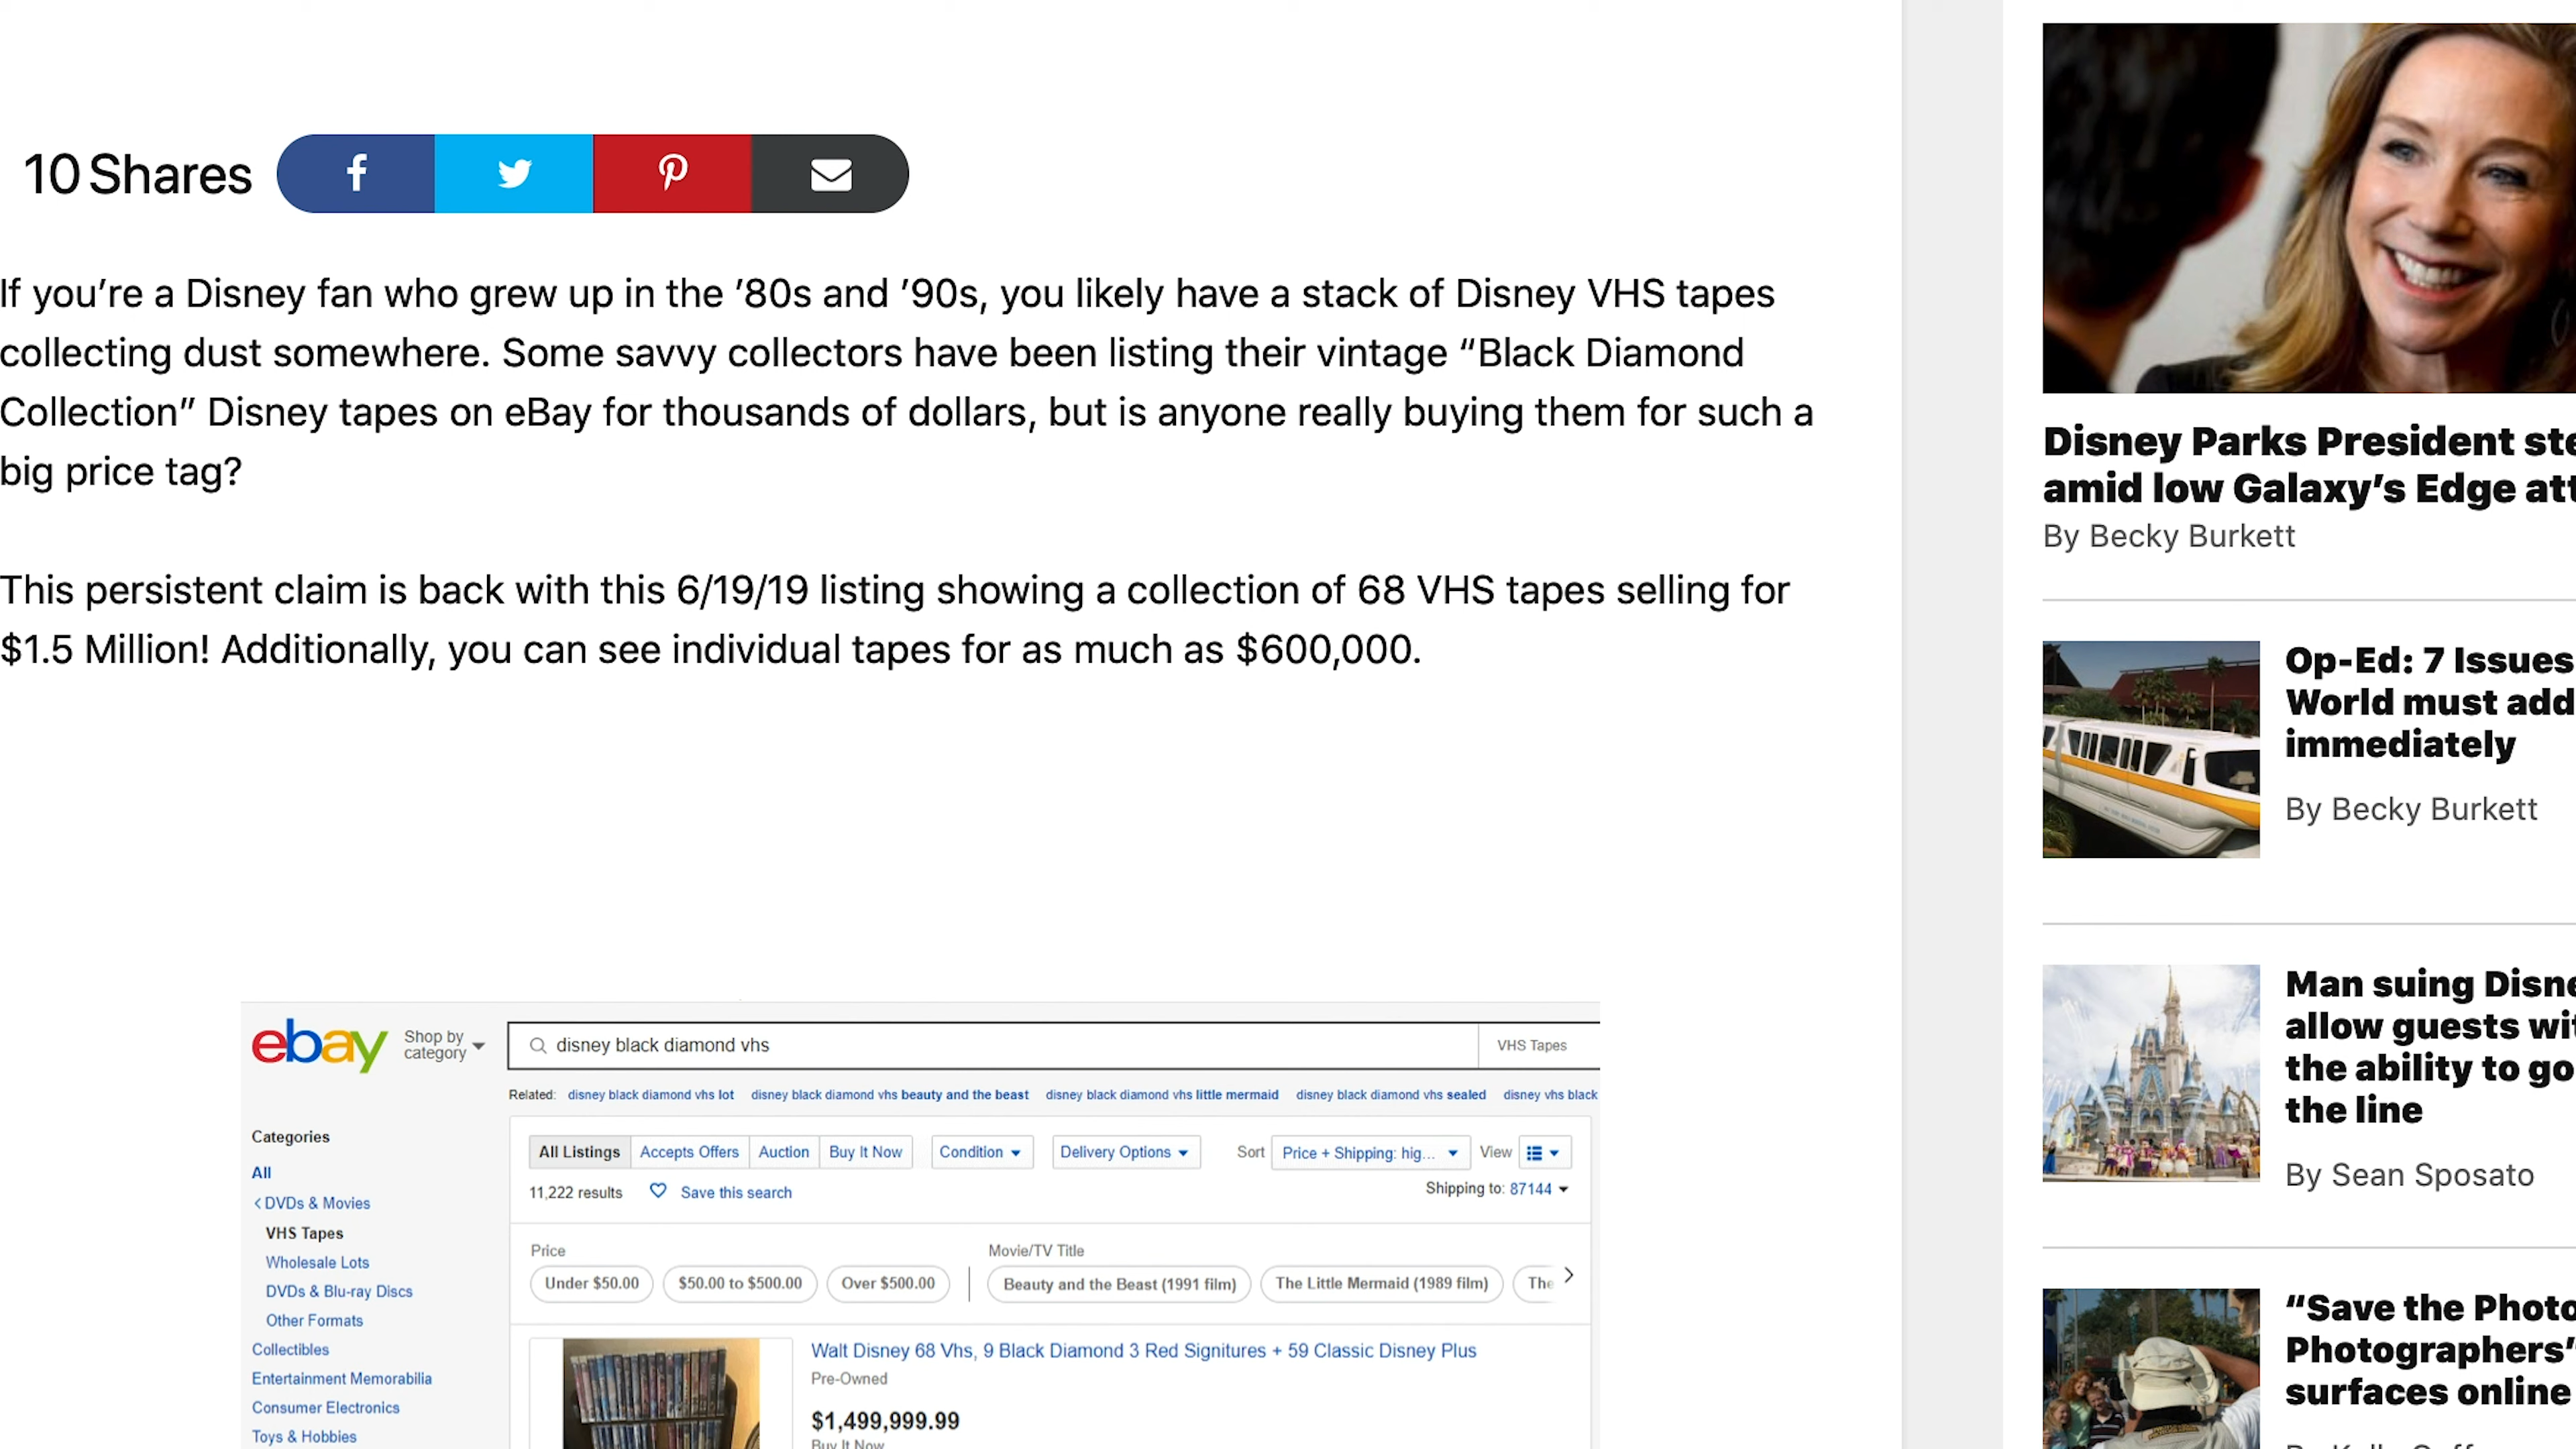 10 Shares
If you’re a Disney fan who grew up in the ’80s and ’90s, you likely have a stack of Disney VHS tapes
collecting dust somewhere. Some savvy collectors have been listing their vintage “Black Diamond
Collection” Disney tapes on eBay for thousands of dollars, but is anyone really buying them for such a
big price tag?
This persistent claim is back with this 6/19/19 listing showing a collection of 68 VHS tapes selling for
$1.5 Million! Additionally, you can see individual tapes for as much as $600,000.
ebay
Shop by
category
disney black diamond vhs
VHS Tapes
Related: disney black diamond vhs lot disney black diamond vhs beauty and the beast disney black diamond vhs little mermaid disney black diamond vhs sealed disney vhs black
Categories
All
DVDs & Movies
VHS Tapes
Wholesale Lots
DVDs & Blu-ray Discs
Other Formats
Collectibles
Entertainment Memorabilia
Consumer Electronics
Toys & Hobbies
All Listings Accepts Offers Auction Buy It Now Condition Delivery Options Sort Price + Shipping: hig... View
11,222 results Save this search Shipping to: 87144
Price Movie/TV Title
Under $50.00 $50.00 to $500.00 Over $500.00 Beauty and the Beast (1991 film) The Little Mermaid (1989 film) The
Walt Disney 68 Vhs, 9 Black Diamond 3 Red Signitures + 59 Classic Disney Plus
Pre-Owned
$1,499,999.99
Buy It Now
Disney Parks President ste
amid low Galaxy’s Edge att
By Becky Burkett
Op-Ed: 7 Issues
World must add
immediately
By Becky Burkett
Man suing Disne
allow guests wit
the ability to go
the line
By Sean Sposato
“Save the Photo
Photographers”
surfaces online